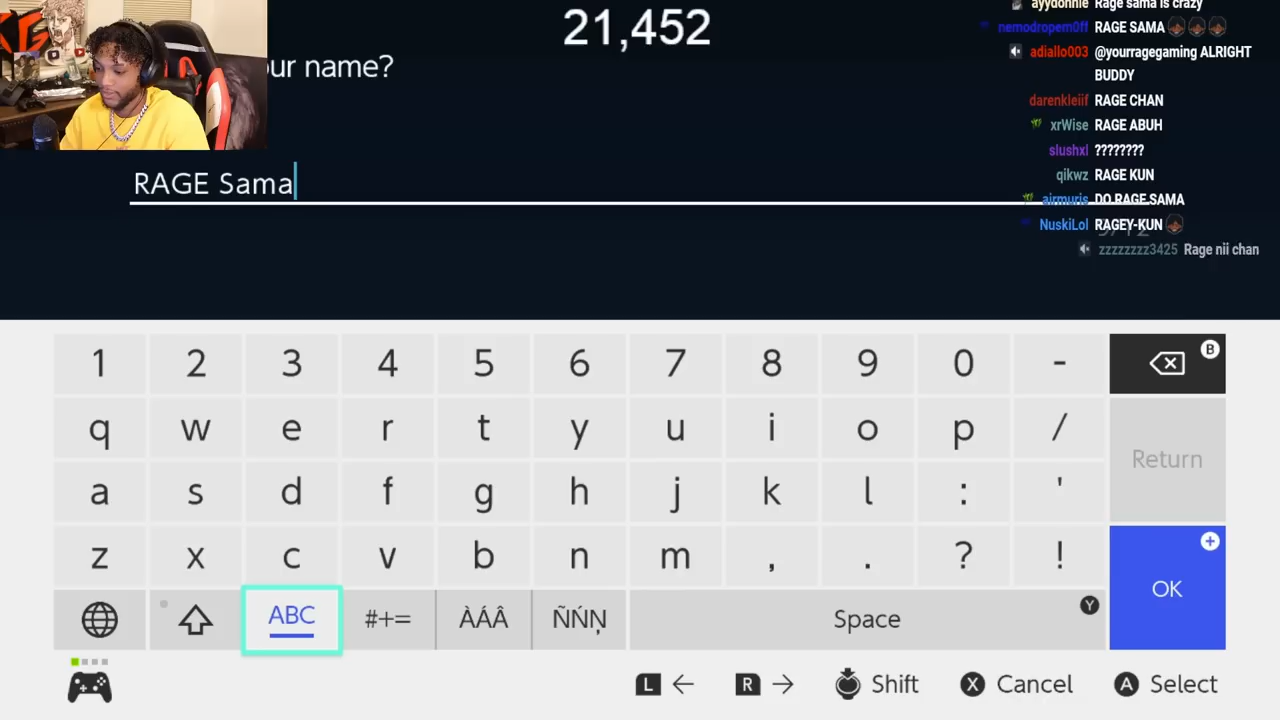 21,452
ur name?
RAGE Sama
ayydonnie Rage sama is crazy
nemodropem0ff RAGE SAMA
adiallo003 @yourragegaming ALRIGHT
BUDDY
darenkleiif RAGE CHAN
xrWise RAGE ABUH
slushxl ????????
qikwz RAGE KUN
airmuris DO RAGE SAMA
NuskiLol RAGEY-KUN
zzzzzzzz3425 Rage nii chan
1 2 3 4 5 6 7 8 9 0 - B
q w e r t y u i o p / Return
a s d f g h j k l : '
z x c v b n m , . ? ! + OK
ABC #+= ÀÁÂ ÑŃŅ Space Y
L ← R → Shift X Cancel A Select